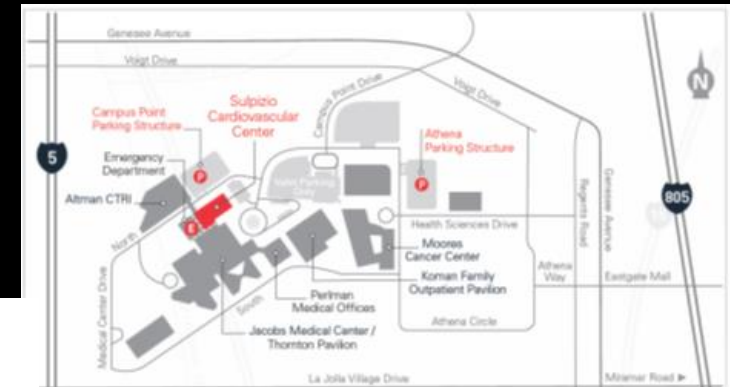 Genesee Avenue
Voigt Drive
Campus Point Drive
Voigt Drive
N
Sulpizio
Cardiovascular
Center
Campus Point
Parking Structure
P
Athena
Parking Structure
P
5
Emergency
Department
Valet Parking
Only
Altman CTRI
E
805
North
Health Sciences Drive
Regents Road
Genesee Avenue
Moores
Cancer Center
Medical Center Drive
Koman Family
Outpatient Pavilion
Athena
Way
Eastgate Mall
Perlman
Medical Offices
South
Jacobs Medical Center /
Thornton Pavilion
Athena Circle
La Jolla Village Drive
Miramar Road ►